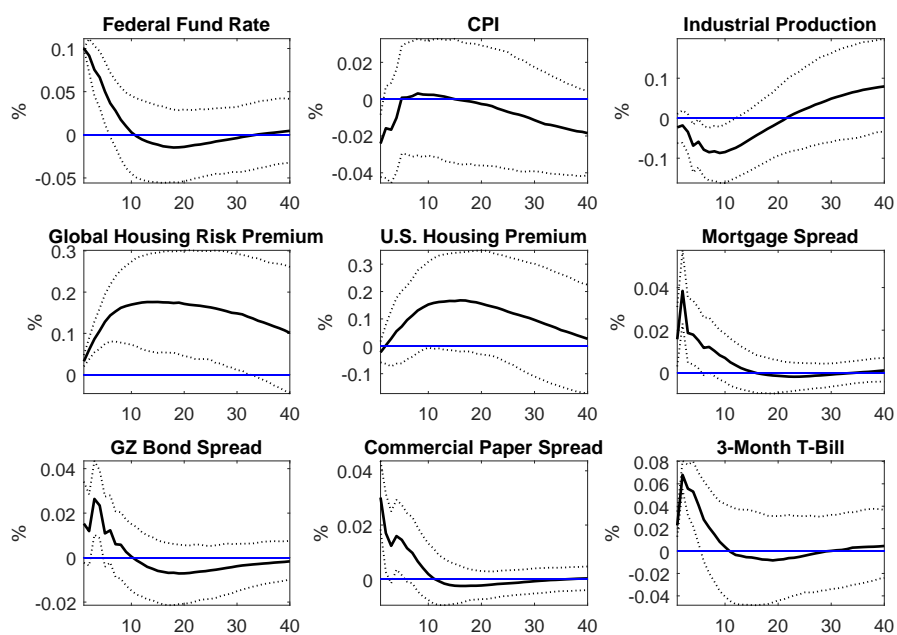 Federal Fund Rate
%
0.1
0.05
0
-0.05
10 20 30 40
CPI
%
0.02
0
-0.02
-0.04
10 20 30 40
Industrial Production
%
0.1
0
-0.1
10 20 30 40
Global Housing Risk Premium
%
0.3
0.2
0.1
0
10 20 30 40
U.S. Housing Premium
%
0.3
0.2
0.1
0
-0.1
10 20 30 40
Mortgage Spread
%
0.04
0.02
0
10 20 30 40
GZ Bond Spread
%
0.04
0.02
0
-0.02
10 20 30 40
Commercial Paper Spread
%
0.04
0.02
0
10 20 30 40
3-Month T-Bill
%
0.08
0.06
0.04
0.02
0
-0.02
-0.04
10 20 30 40